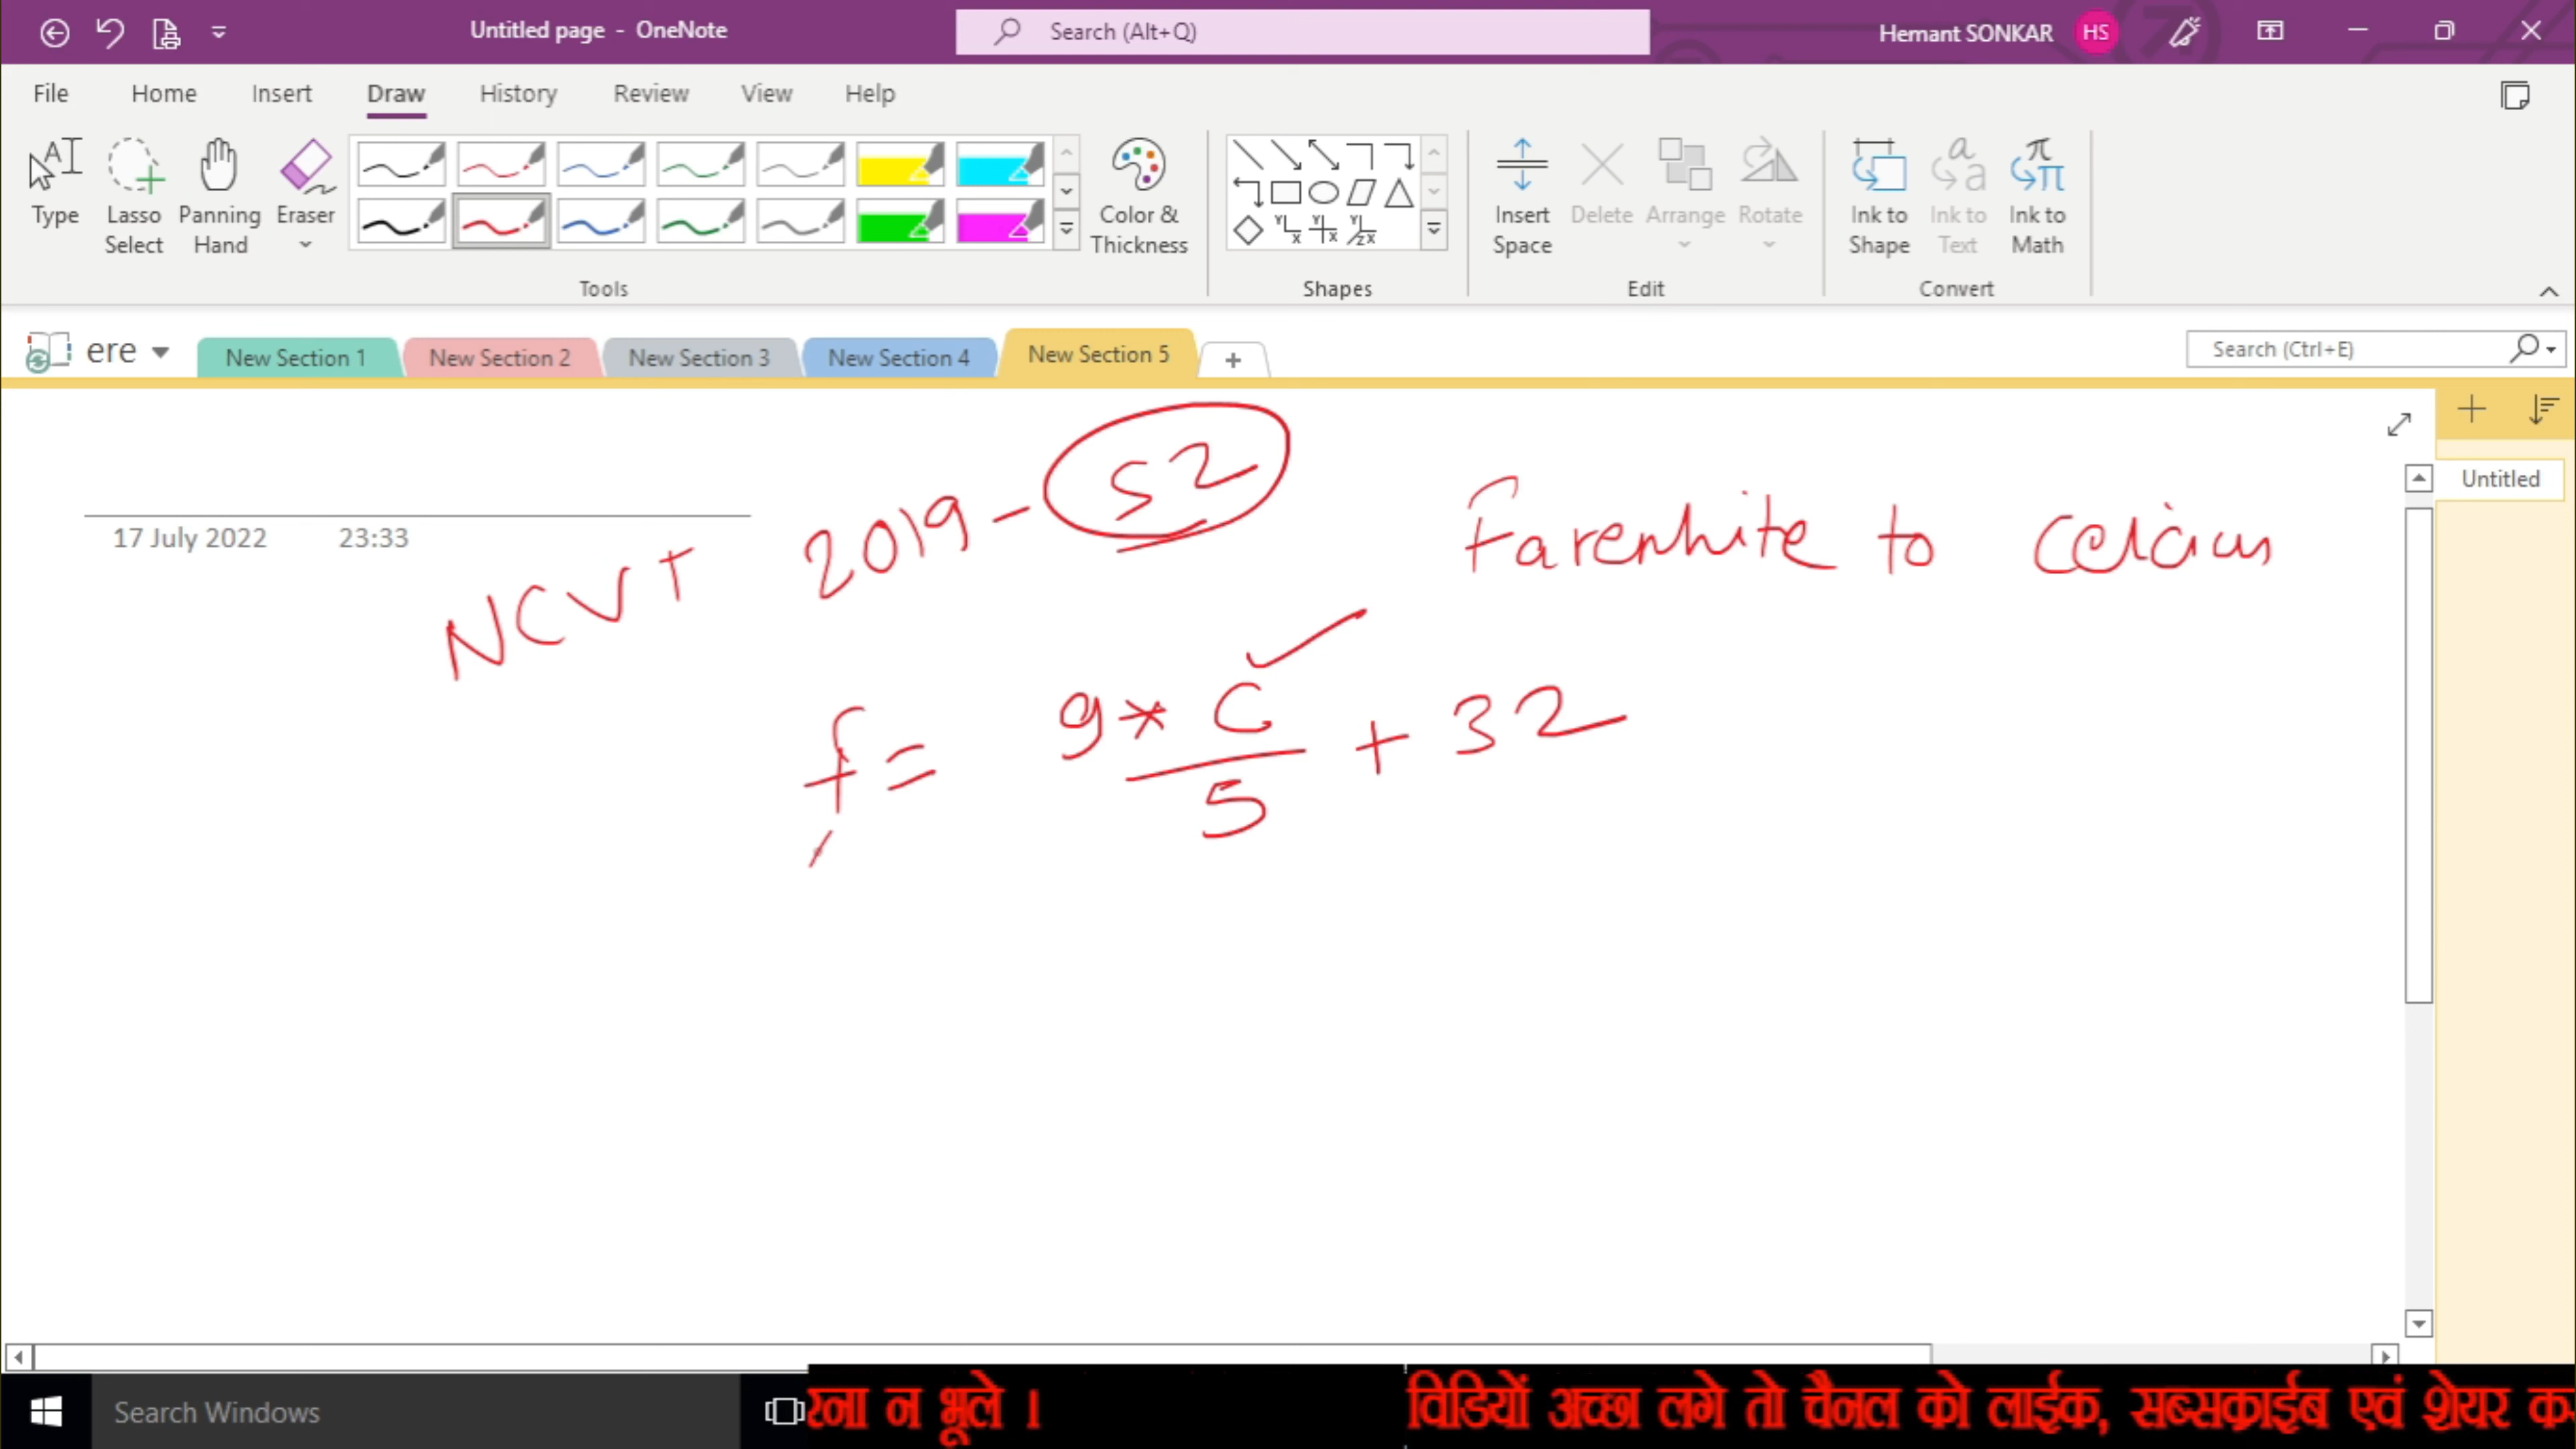 Untitled page - OneNote
Search (Alt+Q)
Hemant SONKAR
HS
File Home Insert Draw History Review View Help
Type
Lasso Select
Panning Hand
Eraser
Color & Thickness
Insert Space
Delete
Arrange
Rotate
Ink to Shape
Ink to Text
Ink to Math
Tools
Shapes
Edit
Convert
ere
New Section 1
New Section 2
New Section 3
New Section 4
New Section 5
Search (Ctrl+E)
Untitled
17 July 2022 23:33
NCVT 2019 - S2
Farenhite to Celcius
f = 9 * C / 5 + 32
Search Windows
रना न भूले ।
विडियों अच्छा लगे तो चैनल को लाईक, सब्सक्राईब एवं शेयर क